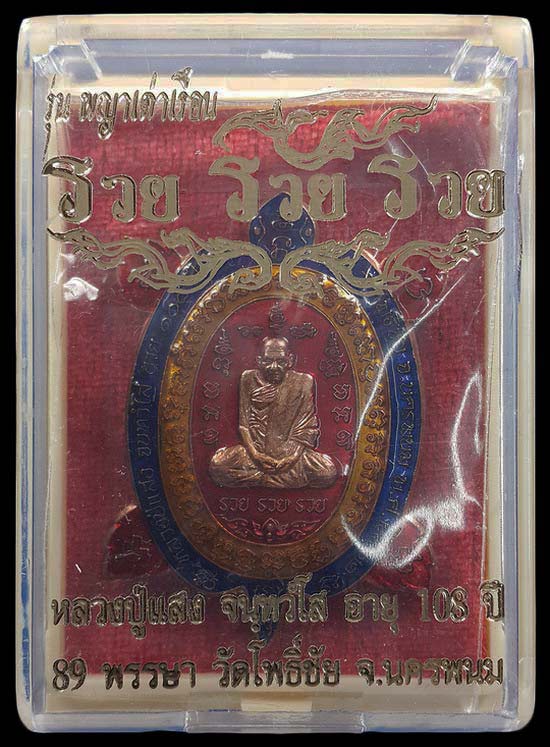 รุ่น พญาเต่าเรือน
รวย รวย รวย
รวย รวย รวย
หลวงปู่แสง จนฺทวํโส อายุ 108 ปี
89 พรรษา วัดโพธิ์ชัย จ.นครพนม